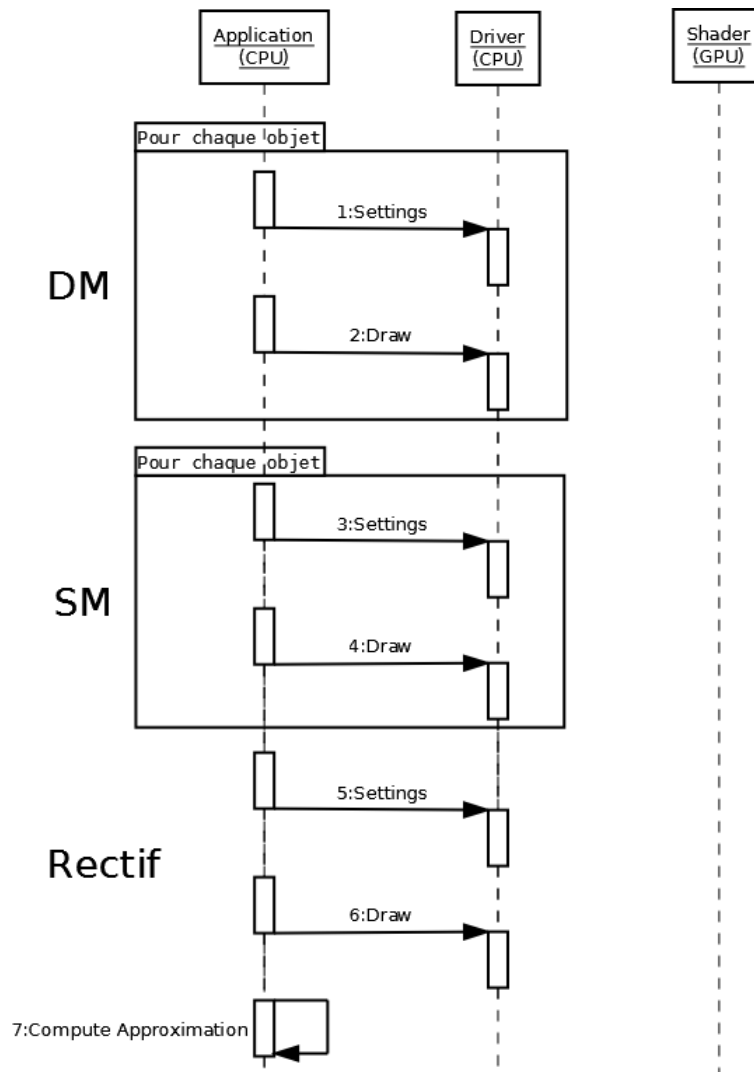 Application
(CPU)
Driver
(CPU)
Shader
(GPU)
Pour chaque objet
1:Settings
DM
2:Draw
Pour chaque objet
3:Settings
SM
4:Draw
5:Settings
Rectif
6:Draw
7:Compute Approximation